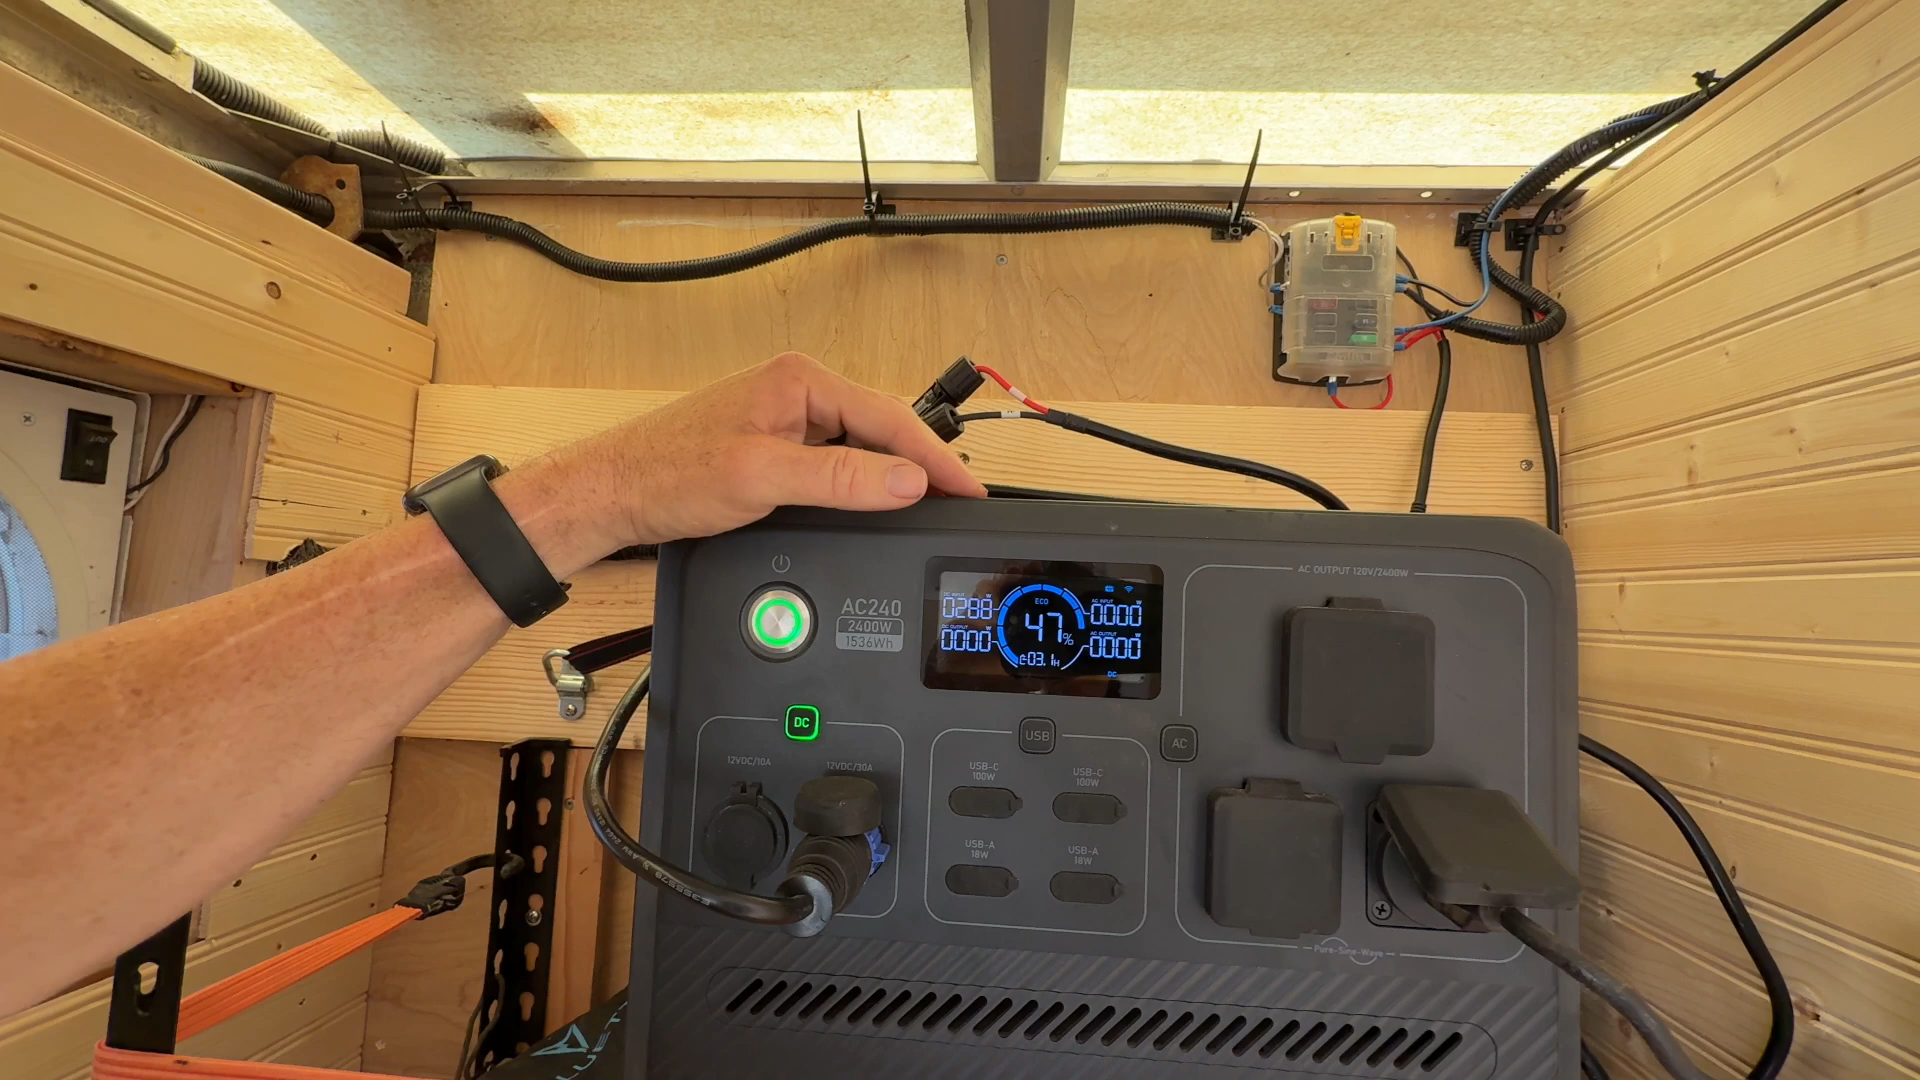 AC240
2400W
1536Wh
DC INPUT W
0288
DC OUTPUT W
0000
ECO
47%
03.1H
AC INPUT W
0000
AC OUTPUT W
0000
DC
AC OUTPUT 120V/2400W
DC
12VDC/10A
12VDC/30A
USB
USB-C
100W
USB-C
100W
USB-A
18W
USB-A
18W
AC
Pure-Sine-Wave
E355578